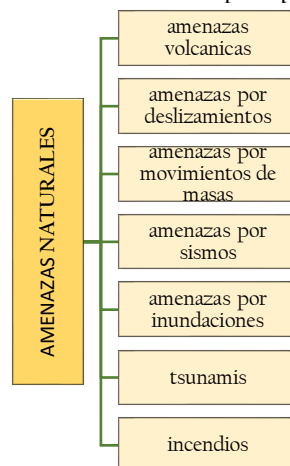 AMENAZAS NATURALES
amenazas
volcanicas
amenazas por
deslizamientos
amenazas por
movimientos de
masas
amenazas por
sismos
amenazas por
inundaciones
tsunamis
incendios